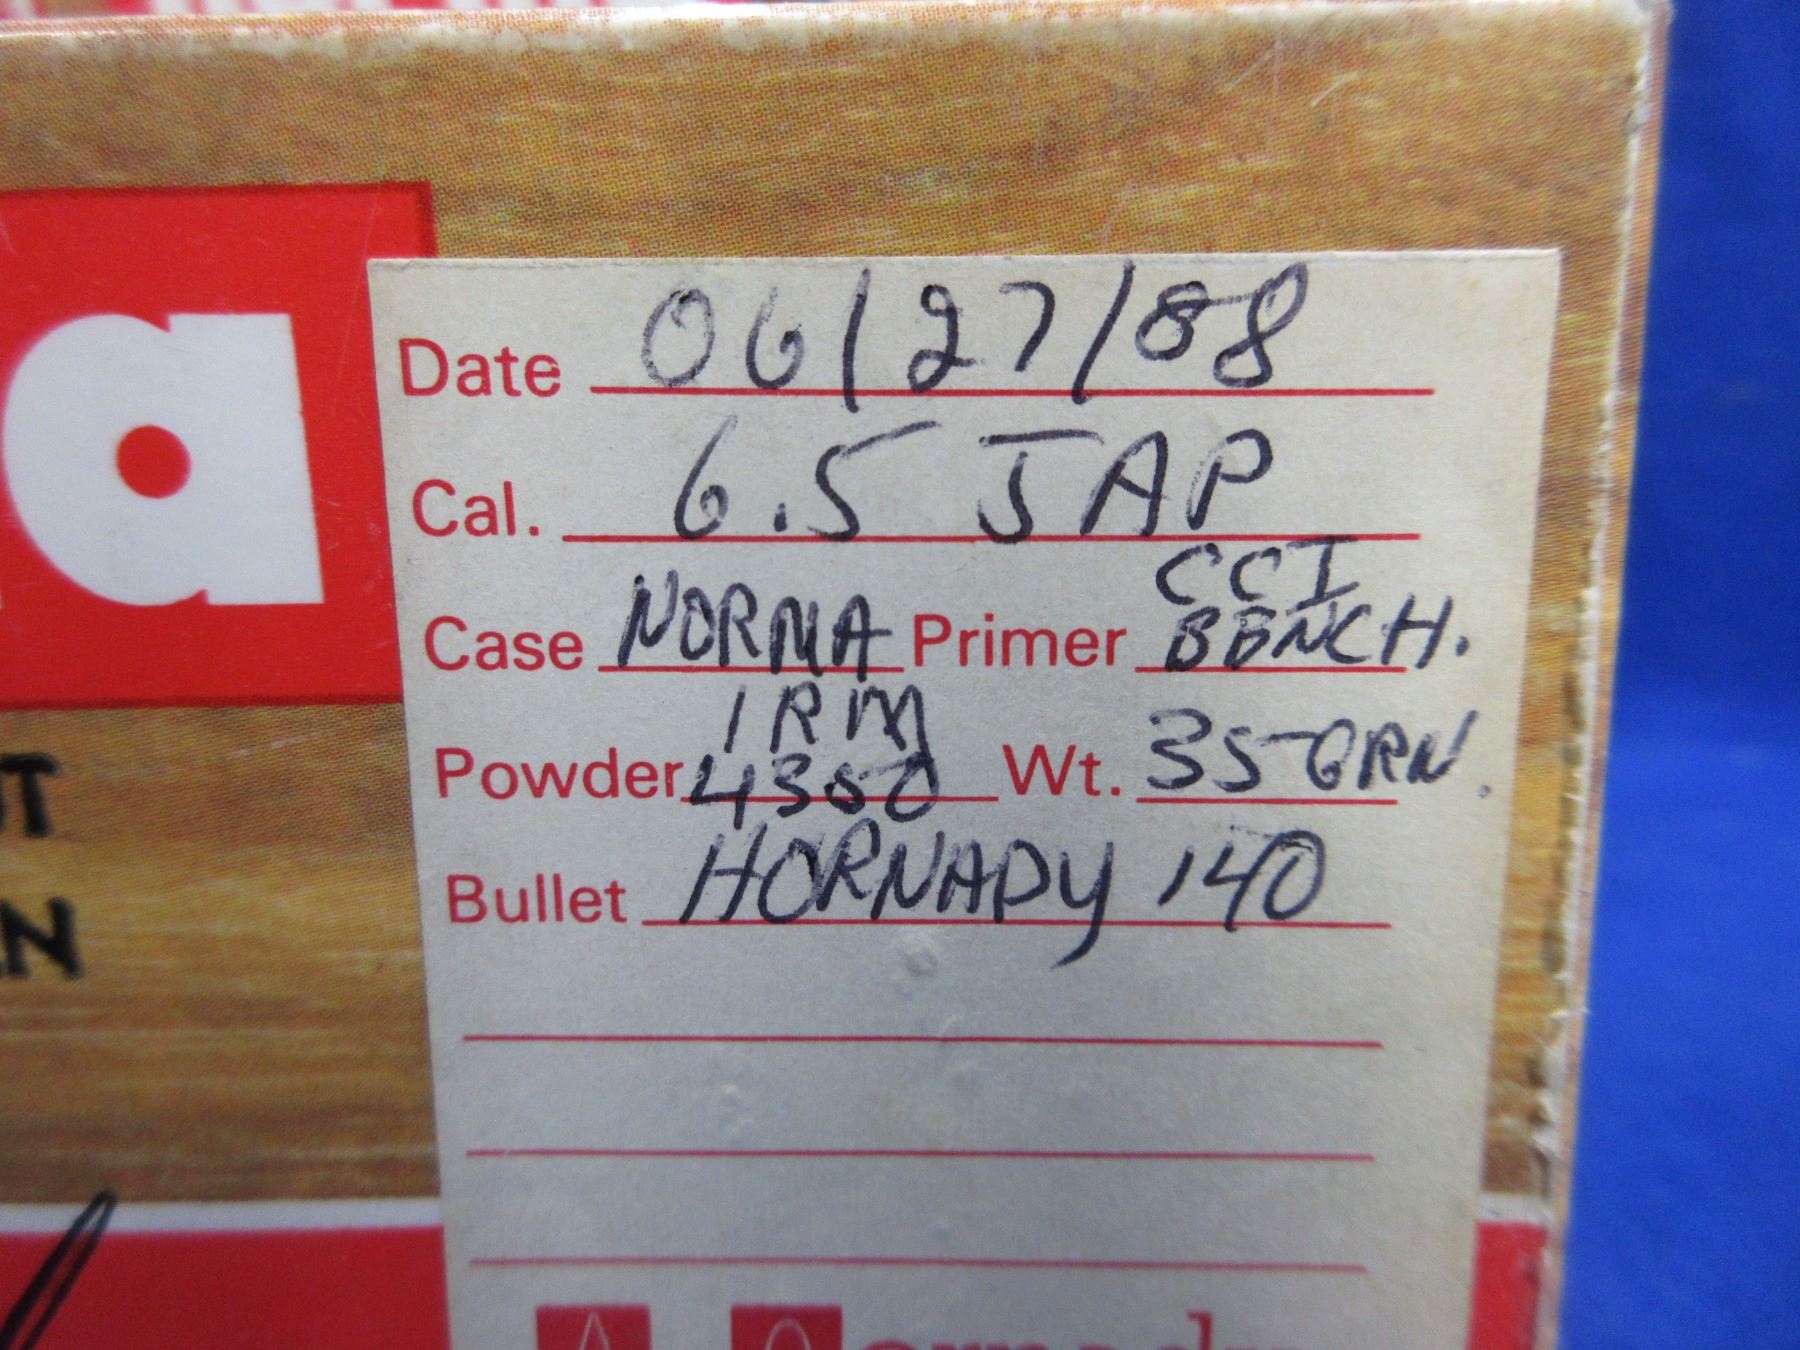 a
Date 06/27/88
Cal. 6.5 JAP
CCI
Case NORMA Primer BENCH.
IRM
Powder 4350 Wt. 35 GRN.
Bullet HORNADY 140